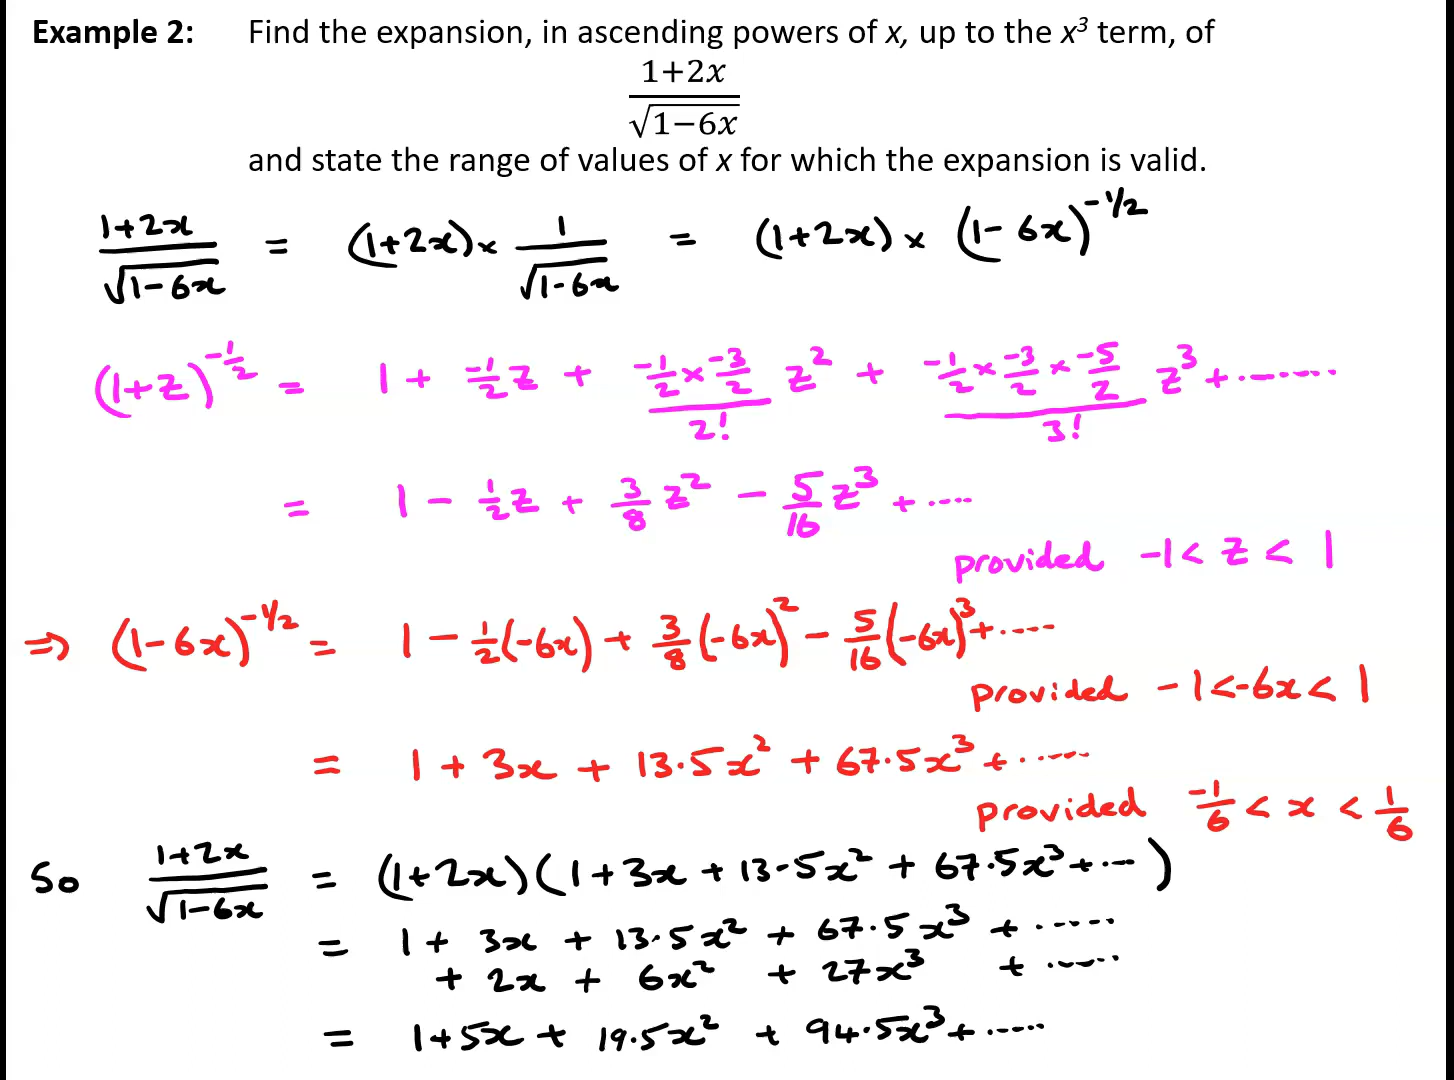 Example 2: Find the expansion, in ascending powers of x, up to the x³ term, of
(1+2x)/√(1−6x)
and state the range of values of x for which the expansion is valid.
(1+2x)/√(1−6x) = (1+2x) × 1/√(1−6x) = (1+2x) × (1−6x)^(−1/2)
(1+z)^(−1/2) = 1 + −1/2 z + (−1/2 × −3/2)/2! z² + (−1/2 × −3/2 × −5/2)/3! z³ + ......
= 1 − 1/2 z + 3/8 z² − 5/16 z³ + ....
provided −1 < z < 1
⇒ (1−6x)^(−1/2) = 1 − 1/2(−6x) + 3/8(−6x)² − 5/16(−6x)³ + ....
provided −1 < −6x < 1
= 1 + 3x + 13.5x² + 67.5x³ + .....
provided −1/6 < x < 1/6
So (1+2x)/√(1−6x) = (1+2x)(1 + 3x + 13.5x² + 67.5x³ + ...)
= 1 + 3x + 13.5x² + 67.5x³ + .....
+ 2x + 6x² + 27x³ + .....
= 1 + 5x + 19.5x² + 94.5x³ + .....